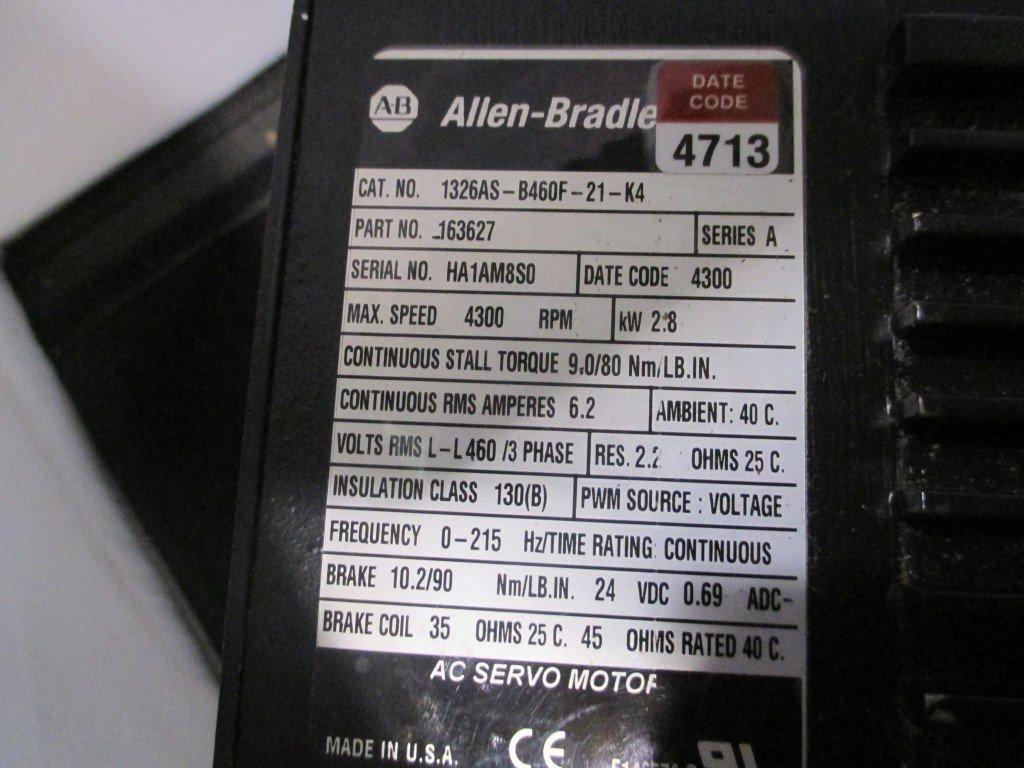 A-B Allen-Bradle
DATE CODE
4713
CAT. NO. 1326AS-B460F-21-K4
PART NO. 163627 SERIES A
SERIAL NO. HA1AM8S0 DATE CODE 4300
MAX. SPEED 4300 RPM kW 2.8
CONTINUOUS STALL TORQUE 9.0/80 Nm/LB.IN.
CONTINUOUS RMS AMPERES 6.2 AMBIENT: 40 C.
VOLTS RMS L-L 460 /3 PHASE RES. 2.2 OHMS 25 C.
INSULATION CLASS 130(B) PWM SOURCE : VOLTAGE
FREQUENCY 0-215 Hz/TIME RATING: CONTINUOUS
BRAKE 10.2/90 Nm/LB.IN. 24 VDC 0.69 ADC-
BRAKE COIL 35 OHMS 25 C. 45 OHMS RATED 40 C.
AC SERVO MOTOR
MADE IN U.S.A. CE